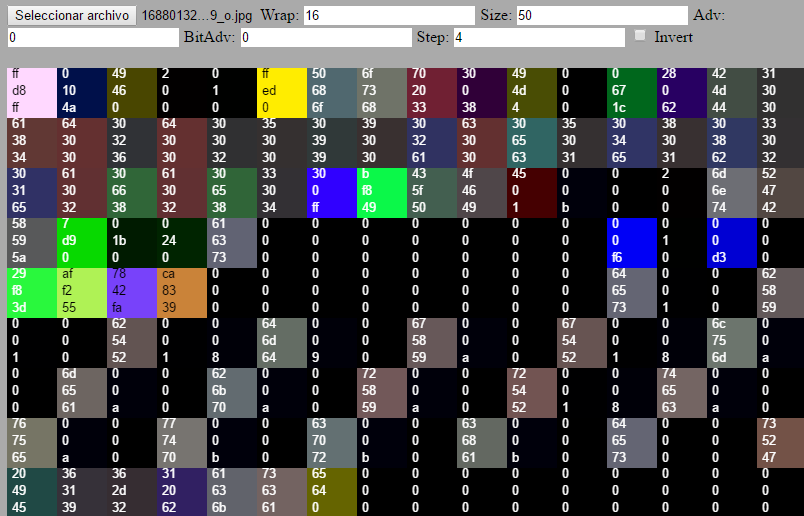 Seleccionar archivo 16880132...9_o.jpg Wrap: 16 Size: 50 Adv:
0 BitAdv: 0 Step: 4 Invert
ff 0 49 2 0 ff 50 6f 70 30 49 0 0 28 42 31
d8 10 46 0 1 ed 68 73 20 0 4d 0 67 0 4d 30
ff 4a 0 0 0 0 6f 68 33 38 4 0 1c 62 44 30
61 64 30 64 30 35 30 39 30 63 30 35 30 38 30 33
38 30 32 30 30 30 30 30 30 30 65 30 34 30 38 30
34 30 36 30 32 30 39 30 61 30 63 31 65 31 62 32
30 61 30 61 30 33 30 b 43 4f 45 0 0 2 6d 52
31 30 66 30 65 30 0 f8 5f 46 0 0 0 0 6e 47
65 32 38 32 38 34 ff 49 50 49 1 b 0 0 74 42
58 7 0 0 61 0 0 0 0 0 0 0 0 0 0 0
59 d9 1b 24 63 0 0 0 0 0 0 0 0 1 0 0
5a 0 0 0 73 0 0 0 0 0 0 0 f6 0 d3 0
29 af 78 ca 0 0 0 0 0 0 0 0 64 0 0 62
f8 f2 42 83 0 0 0 0 0 0 0 0 65 0 0 58
3d 55 fa 39 0 0 0 0 0 0 0 0 73 1 0 59
0 0 62 0 0 64 0 0 67 0 0 67 0 0 6c 0
0 0 54 0 0 6d 0 0 58 0 0 54 0 0 75 0
1 0 52 1 8 64 9 0 59 a 0 52 1 8 6d a
0 6d 0 0 62 0 0 72 0 0 72 0 0 74 0 0
0 65 0 0 6b 0 0 58 0 0 54 0 0 65 0 0
0 61 a 0 70 a 0 59 a 0 52 1 8 63 a 0
76 0 0 77 0 0 63 0 0 63 0 0 64 0 0 73
75 0 0 74 0 0 70 0 0 68 0 0 65 0 0 52
65 a 0 70 b 0 72 b 0 61 b 0 73 0 0 47
20 36 36 31 61 73 65 0 0 0 0 0 0 0 0 0
49 31 2d 20 63 63 64 0 0 0 0 0 0 0 0 0
45 39 32 62 6b 61 0 0 0 0 0 0 0 0 0 0